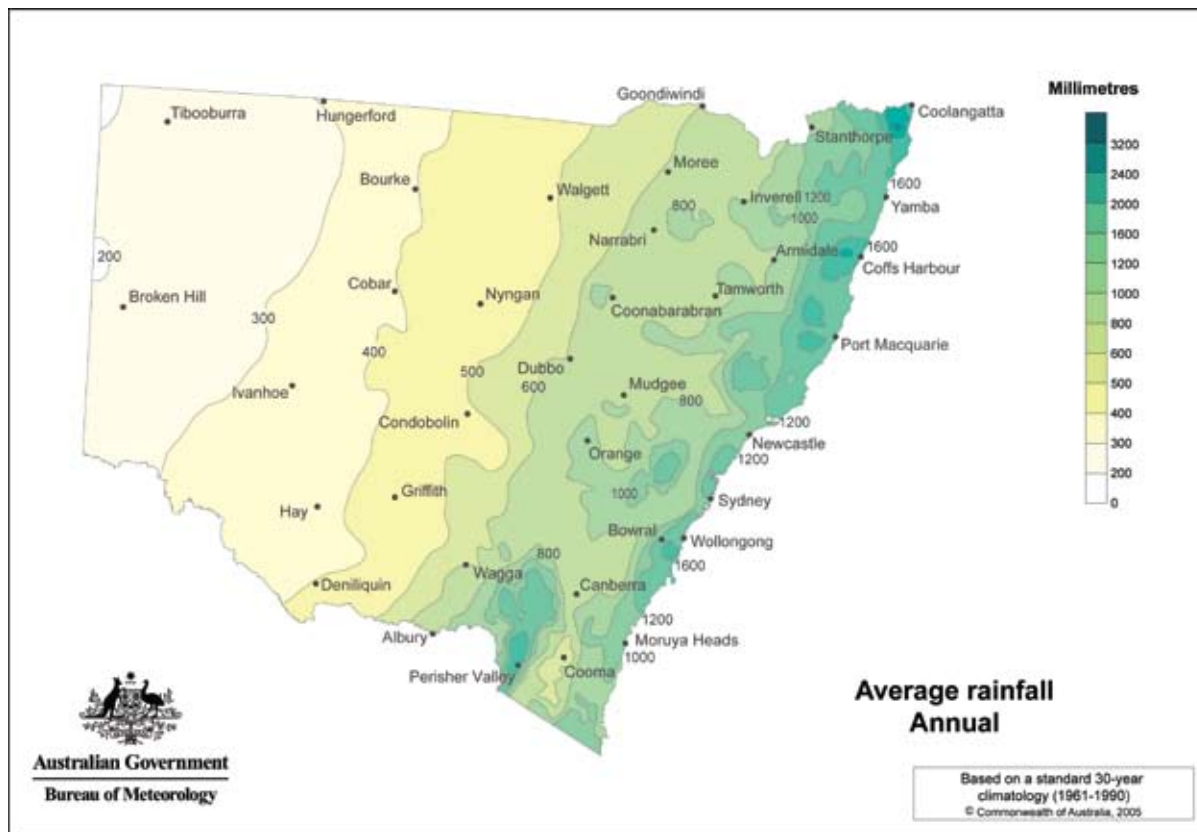 Goondiwindi
Coolangatta
Millimetres
Tibooburra
Hungerford
Stanthorpe
3200
2400
2000
1600
1200
1000
800
600
500
400
300
200
0
Moree
Bourke
Walgett
Inverell
1200
1600
800
1000
Yamba
Narrabri
Armidale
1600
200
Coffs Harbour
Cobar
Tamworth
Broken Hill
Nyngan
Coonabarabran
300
Port Macquarie
400
Dubbo
500
600
Mudgee
Ivanhoe
800
Condobolin
1200
Newcastle
Orange
1200
Griffith
1000
Sydney
Hay
Bowral
Wollongong
800
1600
Wagga
Deniliquin
Canberra
1200
Albury
Moruya Heads
1000
Perisher Valley
Cooma
Average rainfall
Annual
Australian Government
Bureau of Meteorology
Based on a standard 30-year
climatology (1961-1990)
© Commonwealth of Australia, 2005